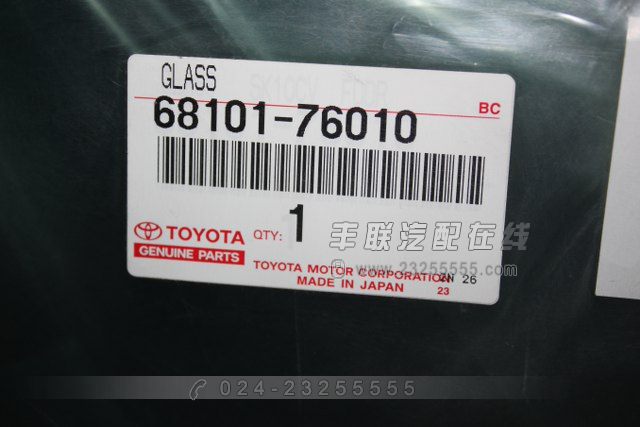 GLASS
BC
68101-76010
TOYOTA
GENUINE PARTS
QTY: 1
丰联汽配在线
www.23255555.com
TOYOTA MOTOR CORPORATION
MADE IN JAPAN
26
23
024-23255555